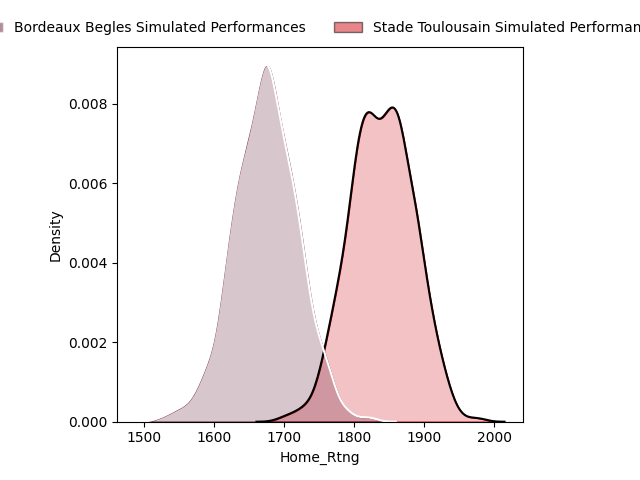 Bordeaux Begles Simulated Performances Stade Toulousain Simulated
0.008
0.006
0.004
0.002
0.000
Density
1500 1600 1700 1800 1900 2000
Home_Rtng